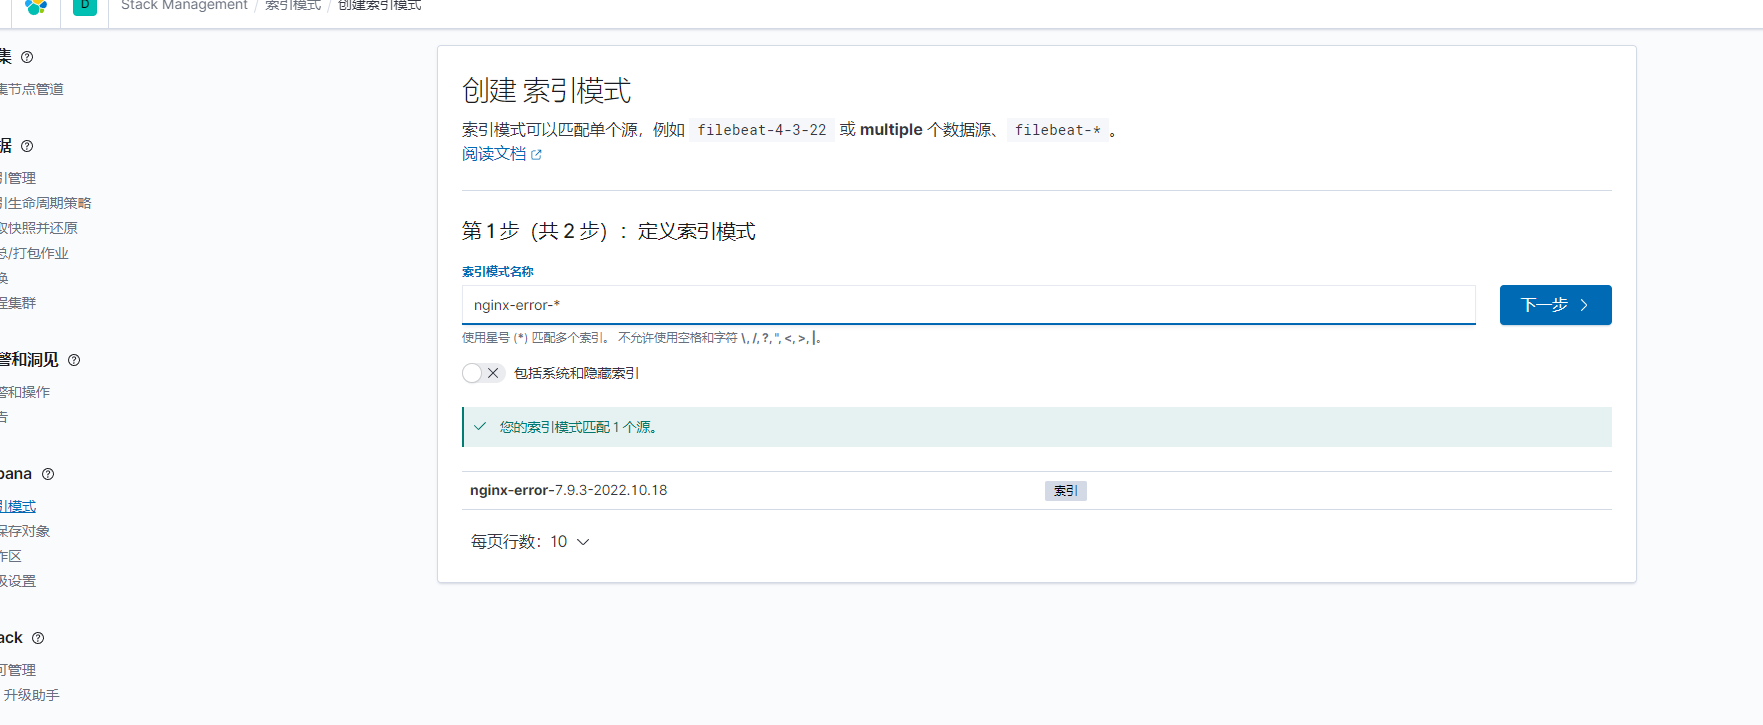 D Stack Management / 索引模式 / 创建索引模式
集
集节点管道
据
引管理
引生命周期策略
取快照并还原
总/打包作业
换
程集群
警和洞见
警和操作
告
bana
引模式
保存对象
作区
级设置
ack
可管理
升级助手
创建 索引模式
索引模式可以匹配单个源，例如 filebeat-4-3-22 或 multiple 个数据源、 filebeat-* 。
阅读文档
第 1 步（共 2 步）：定义索引模式
索引模式名称
nginx-error-*
下一步
使用星号 (*) 匹配多个索引。 不允许使用空格和字符 \, /, ?, ", <, >, |。
包括系统和隐藏索引
您的索引模式匹配 1 个源。
nginx-error-7.9.3-2022.10.18 索引
每页行数：10